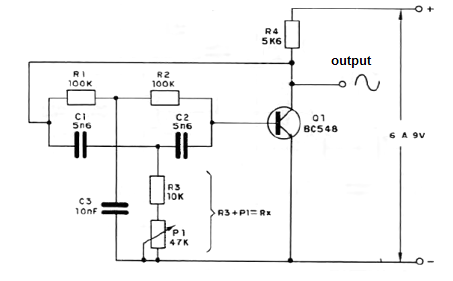 +
R4
5K6
output
R1
100K
R2
100K
C1
5n6
C2
5n6
Q1
BC548
6 A 9V
R3
10K
C3
10nF
R3+P1=Rx
P1
47K
–